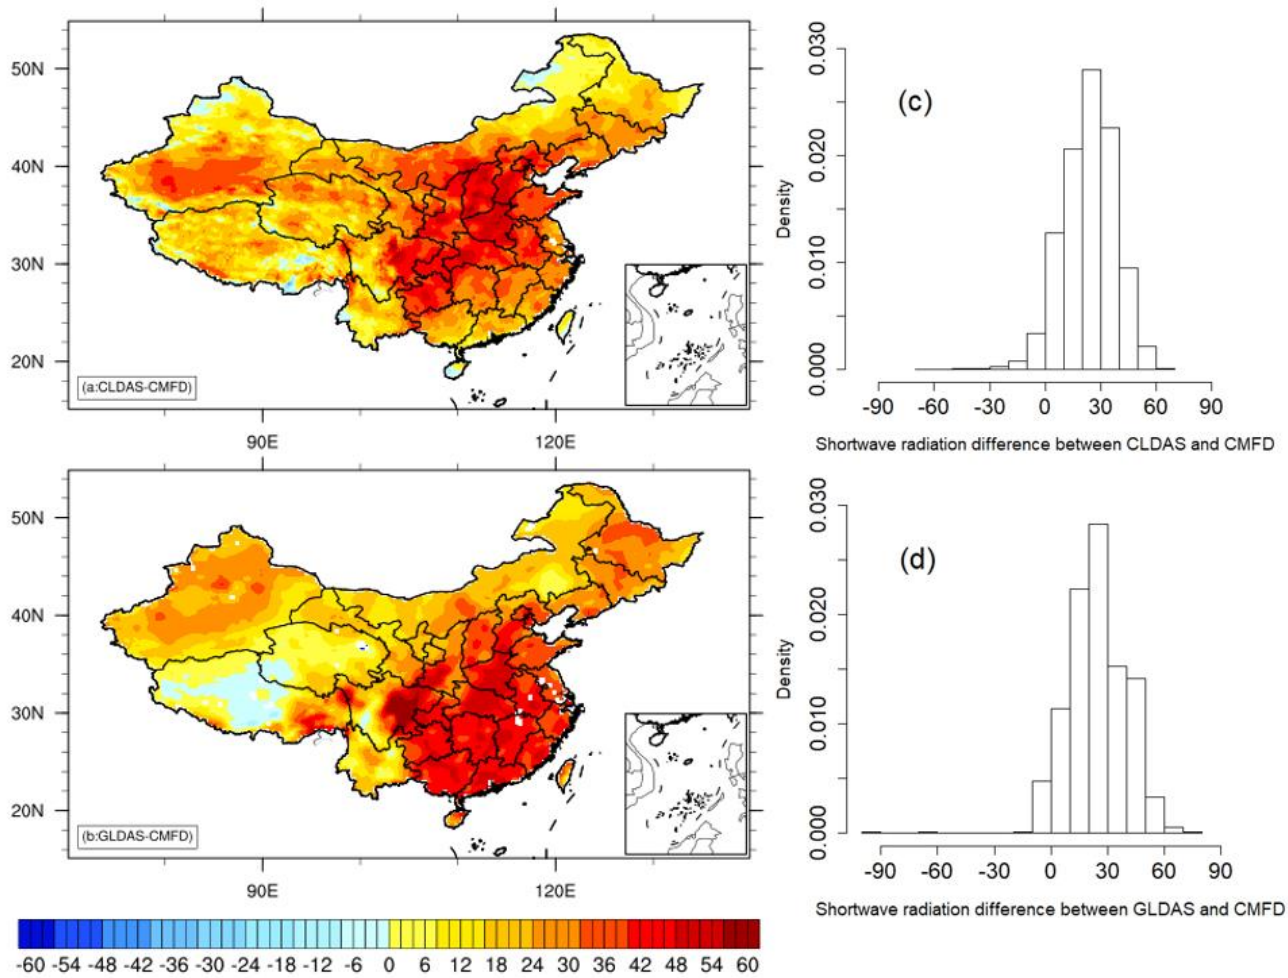 50N
40N
30N
20N
(a:CLDAS-CMFD)
90E 120E
0.030
0.020
0.010
0.000
Density
(c)
-90 -60 -30 0 30 60 90
Shortwave radiation difference between CLDAS and CMFD
50N
40N
30N
20N
(b:GLDAS-CMFD)
90E 120E
0.030
0.020
0.010
0.000
Density
(d)
-90 -60 -30 0 30 60 90
Shortwave radiation difference between GLDAS and CMFD
-60 -54 -48 -42 -36 -30 -24 -18 -12 -6 0 6 12 18 24 30 36 42 48 54 60